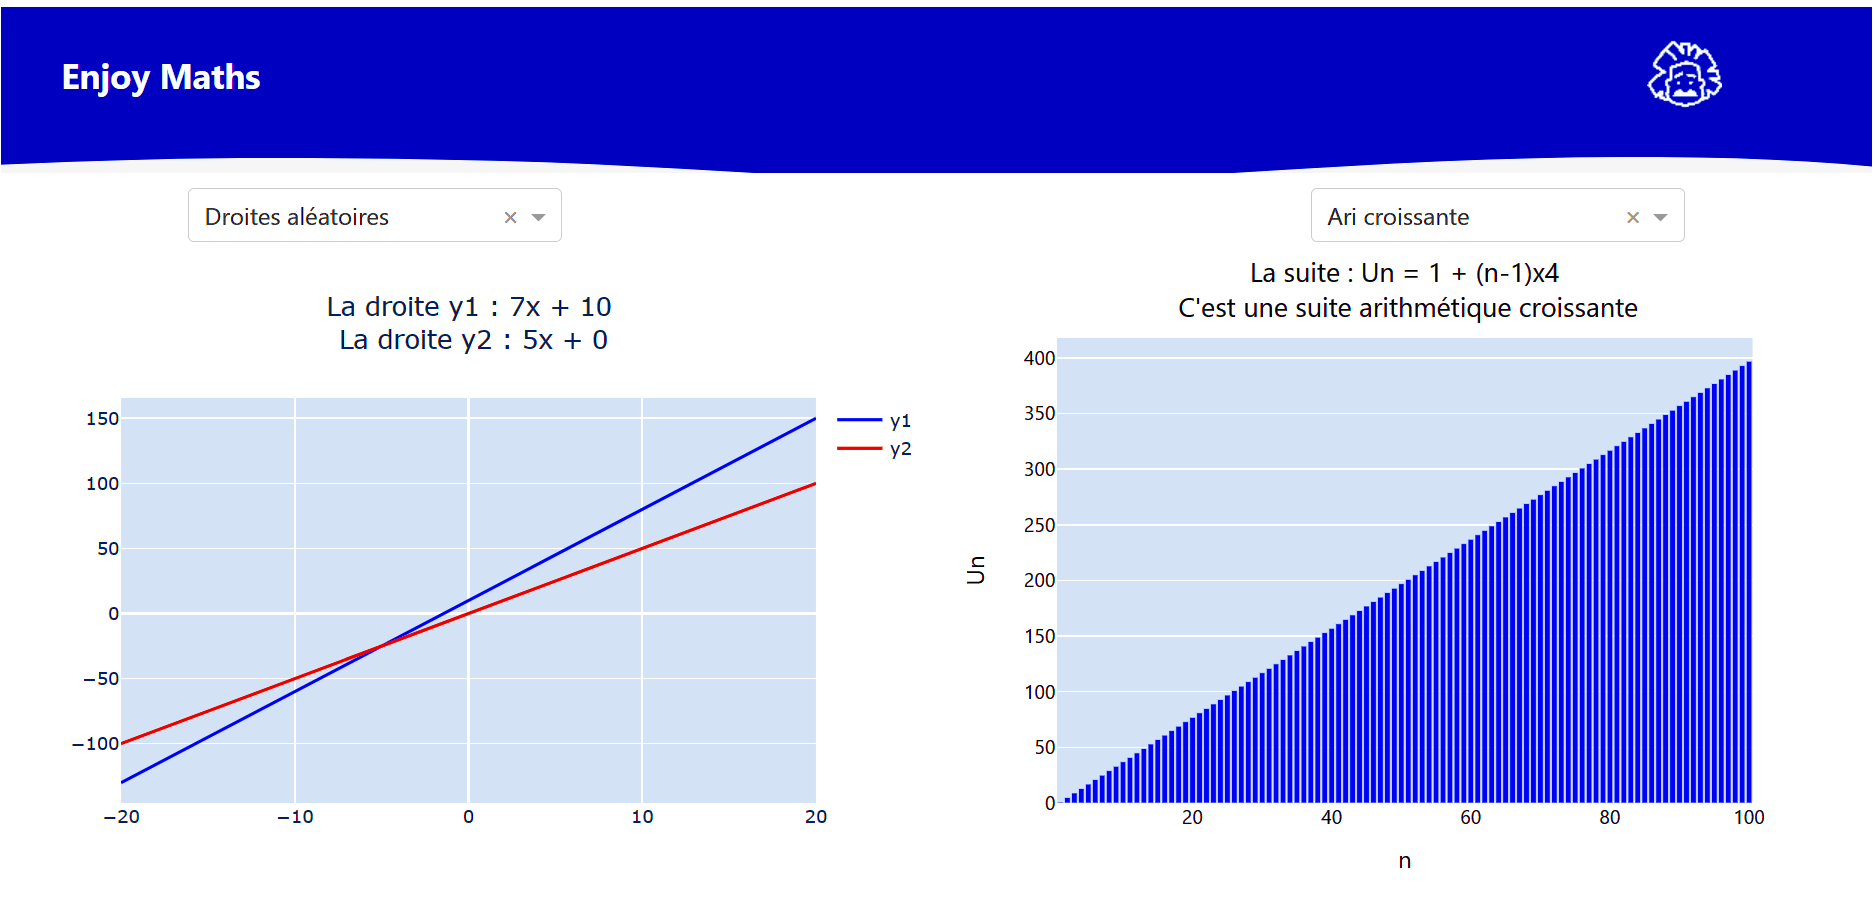 Enjoy Maths
Droites aléatoires × 
Ari croissante ×
La droite y1 : 7x + 10
La droite y2 : 5x + 0
150
100
50
0
−50
−100
−20 −10 0 10 20
y1
y2
La suite : Un = 1 + (n-1)x4
C'est une suite arithmétique croissante
400
350
300
250
200
150
100
50
0
Un
20 40 60 80 100
n